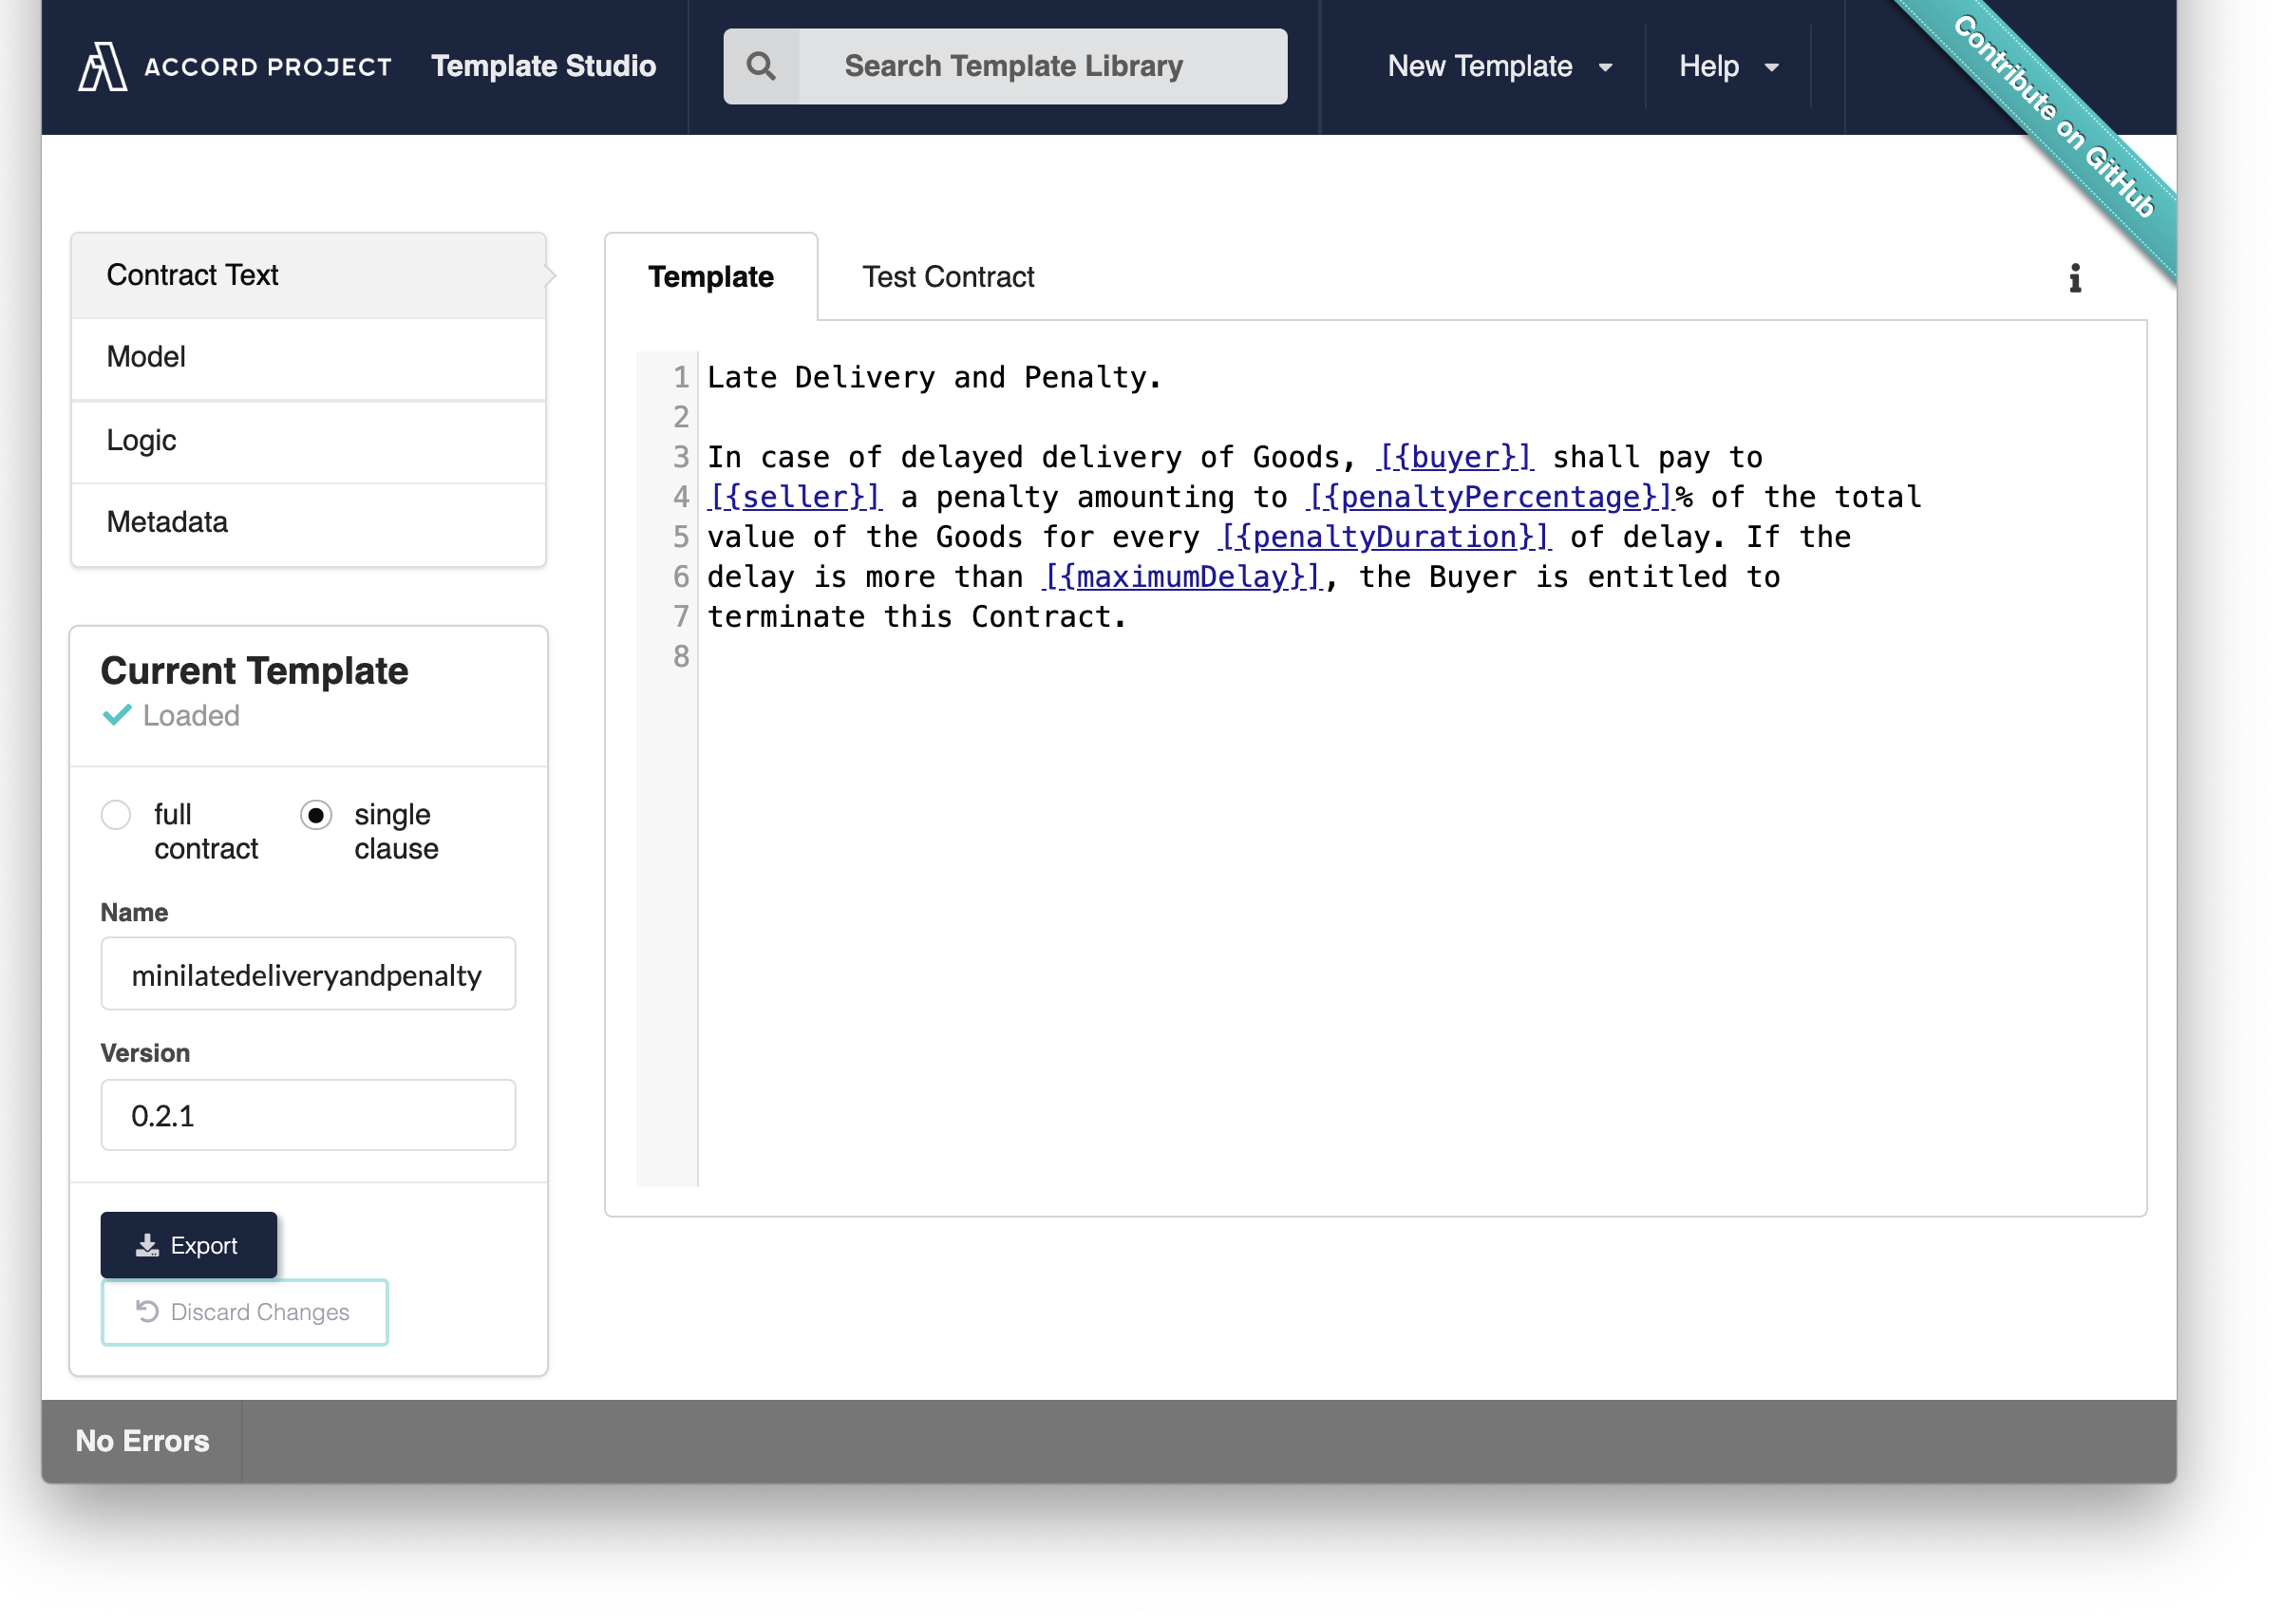 ACCORD PROJECT Template Studio Search Template Library New Template Help
Contribute on GitHub
Contract Text
Model
Logic
Metadata
Current Template
Loaded
full contract
single clause
Name
minilatedeliveryandpenalty
Version
0.2.1
Export
Discard Changes
Template Test Contract
1 Late Delivery and Penalty.
2
3 In case of delayed delivery of Goods, [{buyer}] shall pay to
4 [{seller}] a penalty amounting to [{penaltyPercentage}]% of the total
5 value of the Goods for every [{penaltyDuration}] of delay. If the
6 delay is more than [{maximumDelay}], the Buyer is entitled to
7 terminate this Contract.
8
No Errors